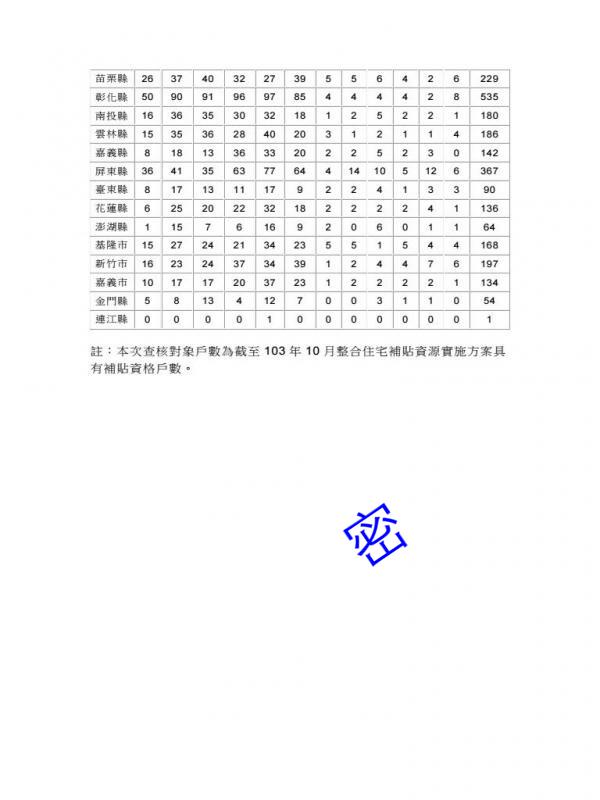 苗栗縣 26 37 40 32 27 39 5 5 6 4 2 6 229
彰化縣 50 90 91 96 97 85 4 4 4 4 2 8 535
南投縣 16 36 35 30 32 18 1 2 5 2 2 1 180
雲林縣 15 35 36 28 40 20 3 1 2 1 1 4 186
嘉義縣 8 18 13 36 33 20 2 2 5 2 3 0 142
屏東縣 36 41 35 63 77 64 4 14 10 5 12 6 367
臺東縣 8 17 13 11 17 9 2 2 4 1 3 3 90
花蓮縣 6 25 20 22 32 18 2 2 2 2 4 1 136
澎湖縣 1 15 7 6 16 9 2 0 6 0 1 1 64
基隆市 15 27 24 21 34 23 5 5 1 5 4 4 168
新竹市 16 23 24 37 34 39 1 2 4 4 7 6 197
嘉義市 10 17 17 20 37 23 1 2 2 2 2 1 134
金門縣 5 8 13 4 12 7 0 0 3 1 1 0 54
連江縣 0 0 0 0 1 0 0 0 0 0 0 0 1
註：本次查核對象戶數為截至 103 年 10 月整合住宅補貼資源實施方案具
有補貼資格戶數。
密